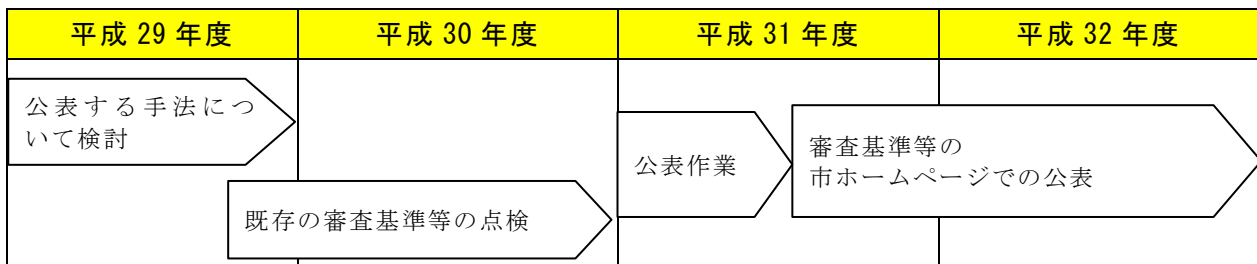 平成 29 年度
平成 30 年度
平成 31 年度
平成 32 年度
公表する手法につ
いて検討
既存の審査基準等の点検
公表作業
審査基準等の
市ホームページでの公表